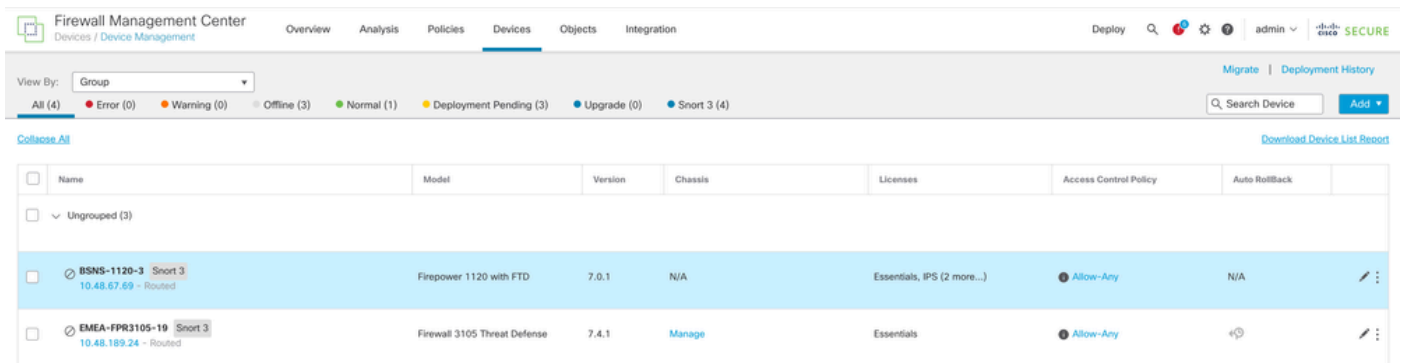 Firewall Management Center
Devices / Device Management
Overview Analysis Policies Devices Objects Integration Deploy admin cisco SECURE
Migrate | Deployment History
View By: Group
All (4) Error (0) Warning (0) Offline (3) Normal (1) Deployment Pending (3) Upgrade (0) Snort 3 (4) Search Device Add
Collapse All Download Device List Report
Name Model Version Chassis Licenses Access Control Policy Auto RollBack
Ungrouped (3)
BSNS-1120-3 Snort 3
10.48.67.69 - Routed
Firepower 1120 with FTD 7.0.1 N/A Essentials, IPS (2 more...) Allow-Any N/A
EMEA-FPR3105-19 Snort 3
10.48.189.24 - Routed
Firewall 3105 Threat Defense 7.4.1 Manage Essentials Allow-Any